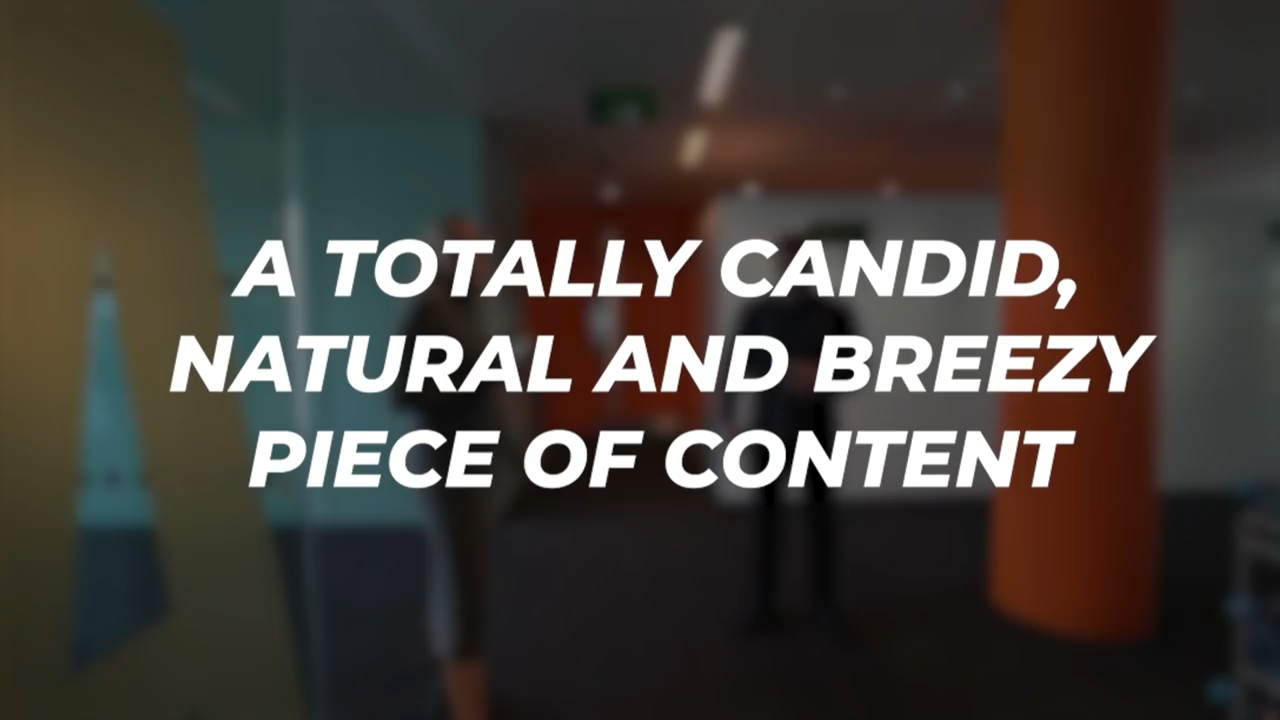 A TOTALLY CANDID,
NATURAL AND BREEZY
PIECE OF CONTENT